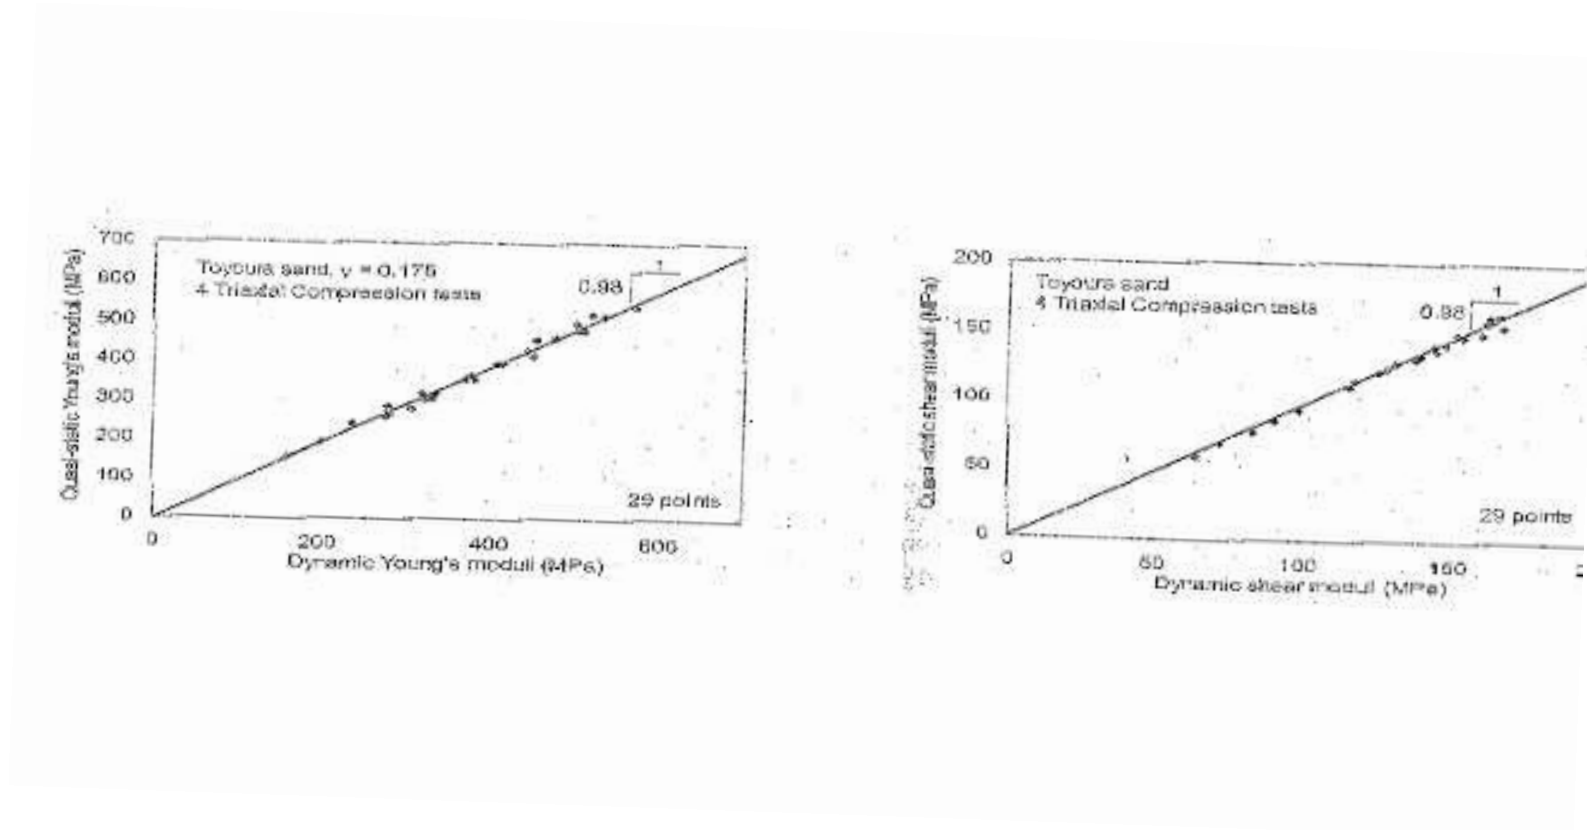 700
600
500
400
300
200
100
0
Quasi-static Young's moduli (MPa)
Toyoura sand, ν = 0.175
4 Triaxial Compression tests
1
0.98
29 points
0
200
400
600
Dynamic Young's moduli (MPa)
200
150
100
50
0
Quasi-static shear moduli (MPa)
Toyoura sand
4 Triaxial Compression tests
1
0.98
29 points
0
50
100
150
Dynamic shear moduli (MPa)